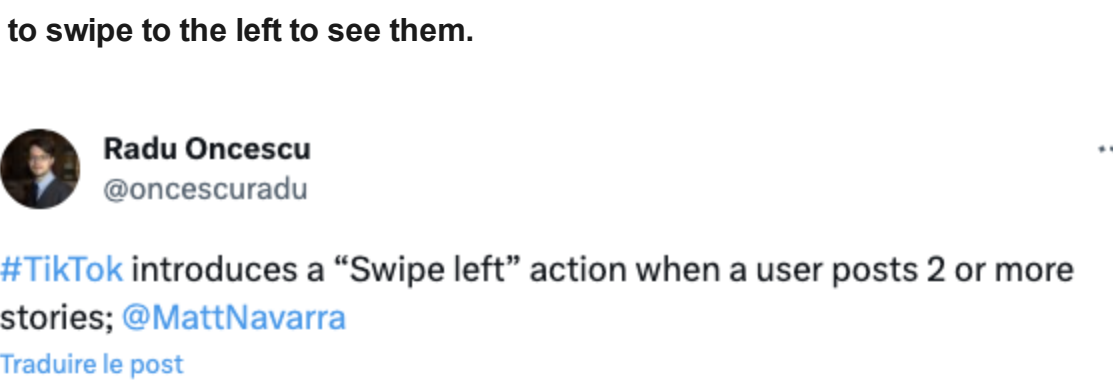 to swipe to the left to see them.
Radu Oncescu
@oncescuradu
#TikTok introduces a “Swipe left” action when a user posts 2 or more
stories; @MattNavarra
Traduire le post